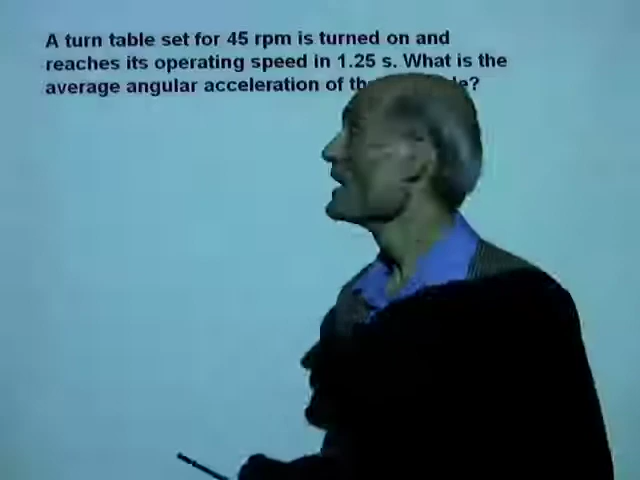 A turn table set for 45 rpm is turned on and
reaches its operating speed in 1.25 s. What is the
average angular acceleration of